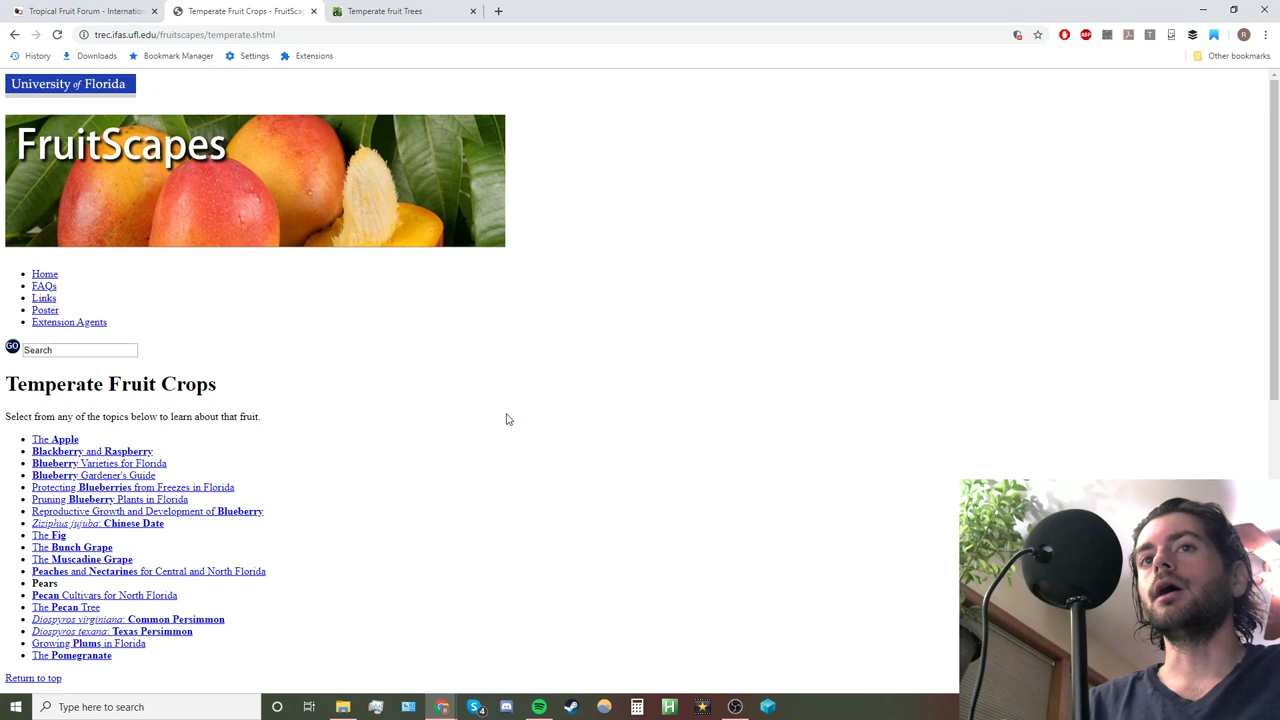 Tropical Fruit Forum - Internation
Temperate Fruit Crops - FruitScap
Temperate fruit Trees
trec.ifas.ufl.edu/fruitscapes/temperate.shtml
R
History
Downloads
Bookmark Manager
Settings
Extensions
Other bookmarks
University of Florida
FruitScapes
Home
FAQs
Links
Poster
Extension Agents
GO
Search
Temperate Fruit Crops
Select from any of the topics below to learn about that fruit.
The Apple
Blackberry and Raspberry
Blueberry Varieties for Florida
Blueberry Gardener's Guide
Protecting Blueberries from Freezes in Florida
Pruning Blueberry Plants in Florida
Reproductive Growth and Development of Blueberry
Ziziphus jujuba: Chinese Date
The Fig
The Bunch Grape
The Muscadine Grape
Peaches and Nectarines for Central and North Florida
Pears
Pecan Cultivars for North Florida
The Pecan Tree
Diospyros virginiana: Common Persimmon
Diospyros texana: Texas Persimmon
Growing Plums in Florida
The Pomegranate
Return to top
Type here to search